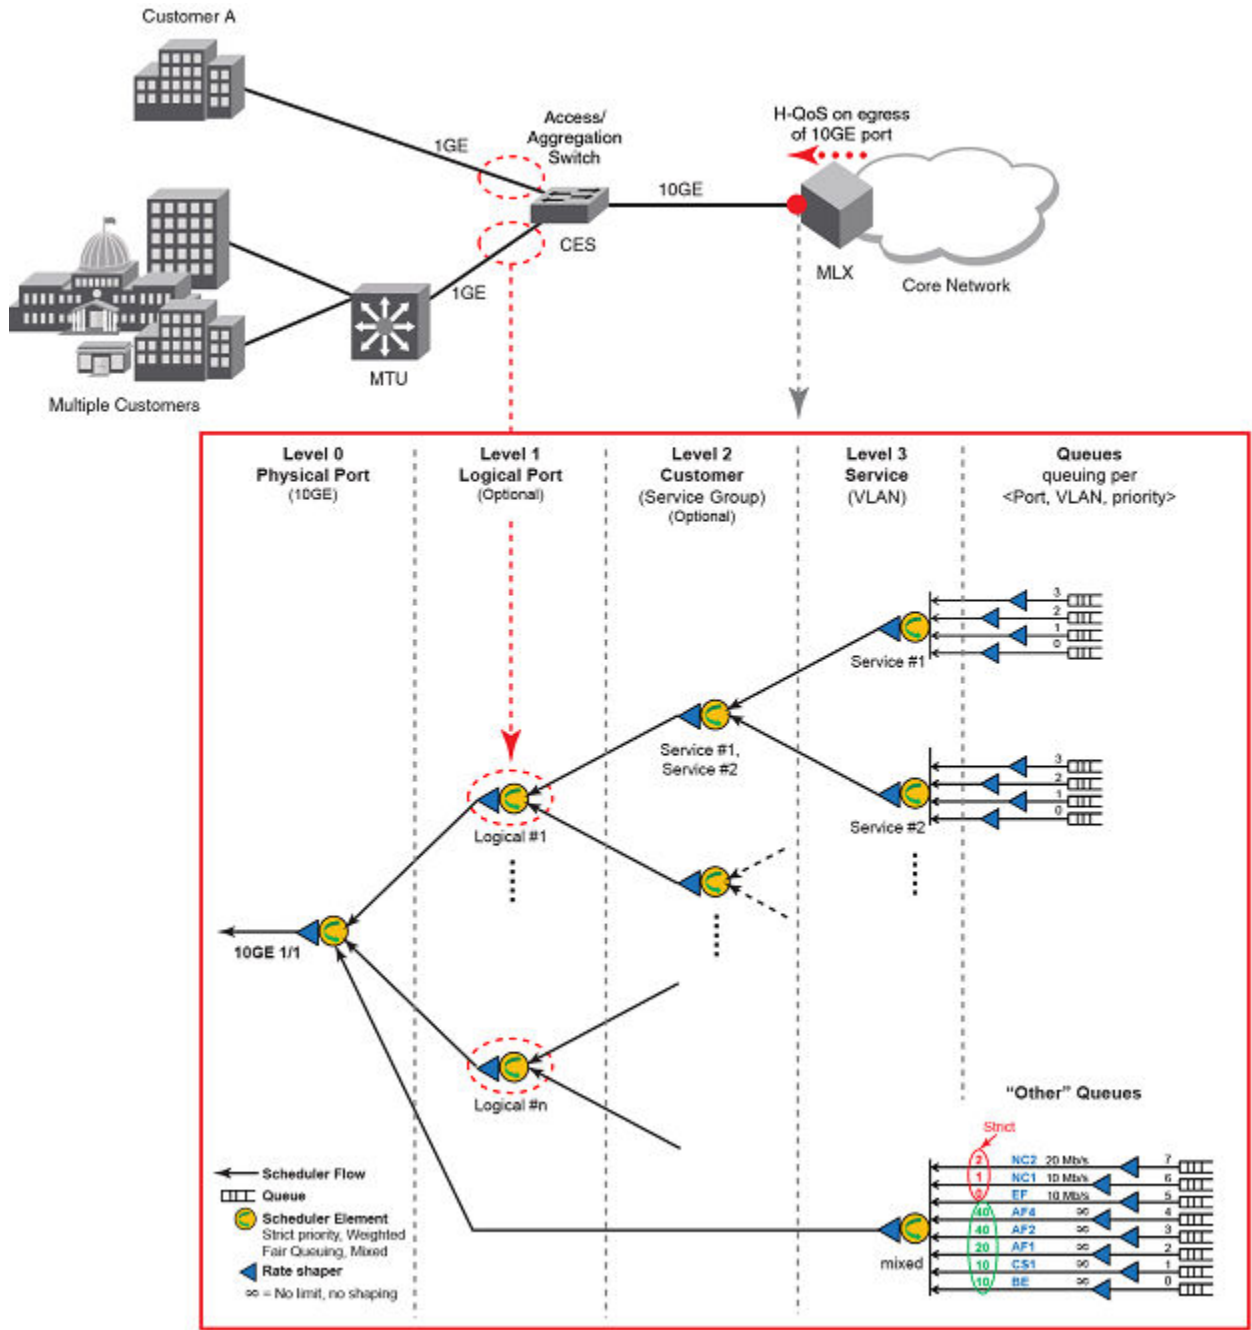 Customer A
1GE
Access/
Aggregation
Switch
H-QoS on egress
of 10GE port
10GE
CES
MLX
Core Network
1GE
MTU
Multiple Customers
Level 0
Physical Port
(10GE)
Level 1
Logical Port
(Optional)
Level 2
Customer
(Service Group)
(Optional)
Level 3
Service
(VLAN)
Queues
queuing per
<Port, VLAN, priority>
3
2
1
0
Service #1
Service #1,
Service #2
3
2
1
0
Service #2
Logical #1
10GE 1/1
Logical #n
"Other" Queues
Strict
2 NC2 20 Mb/s 7
1 NC1 10 Mb/s 6
0 EF 10 Mb/s 5
40 AF4 ∞ 4
40 AF2 ∞ 3
20 AF1 ∞ 2
10 CS1 ∞ 1
10 BE ∞ 0
mixed
Scheduler Flow
Queue
Scheduler Element
Strict priority, Weighted
Fair Queuing, Mixed
Rate shaper
∞ = No limit, no shaping